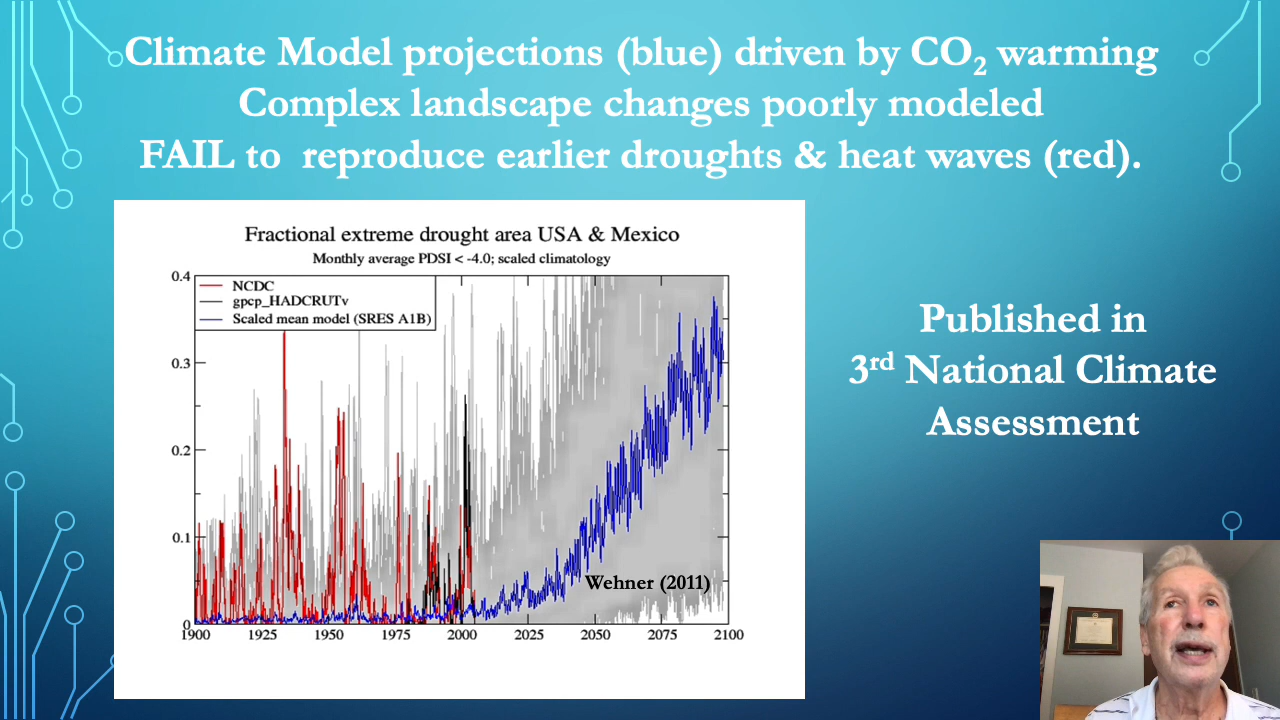 Climate Model projections (blue) driven by CO₂ warming
Complex landscape changes poorly modeled
FAIL to reproduce earlier droughts & heat waves (red).
Fractional extreme drought area USA & Mexico
Monthly average PDSI < -4.0; scaled climatology
NCDC
gpcp_HADCRUTv
Scaled mean model (SRES A1B)
0.4
0.3
0.2
0.1
0
1900 1925 1950 1975 2000 2025 2050 2075 2100
Wehner (2011)
Published in
3rd National Climate
Assessment